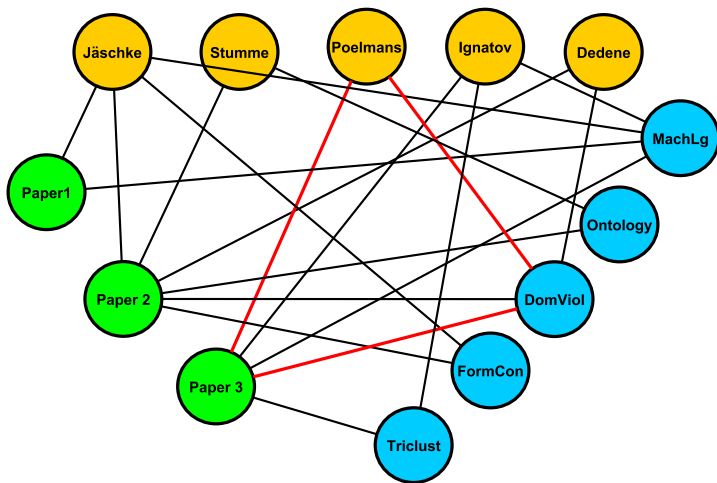 Jäschke
Stumme
Poelmans
Ignatov
Dedene
MachLg
Paper1
Ontology
Paper 2
DomViol
FormCon
Paper 3
Triclust